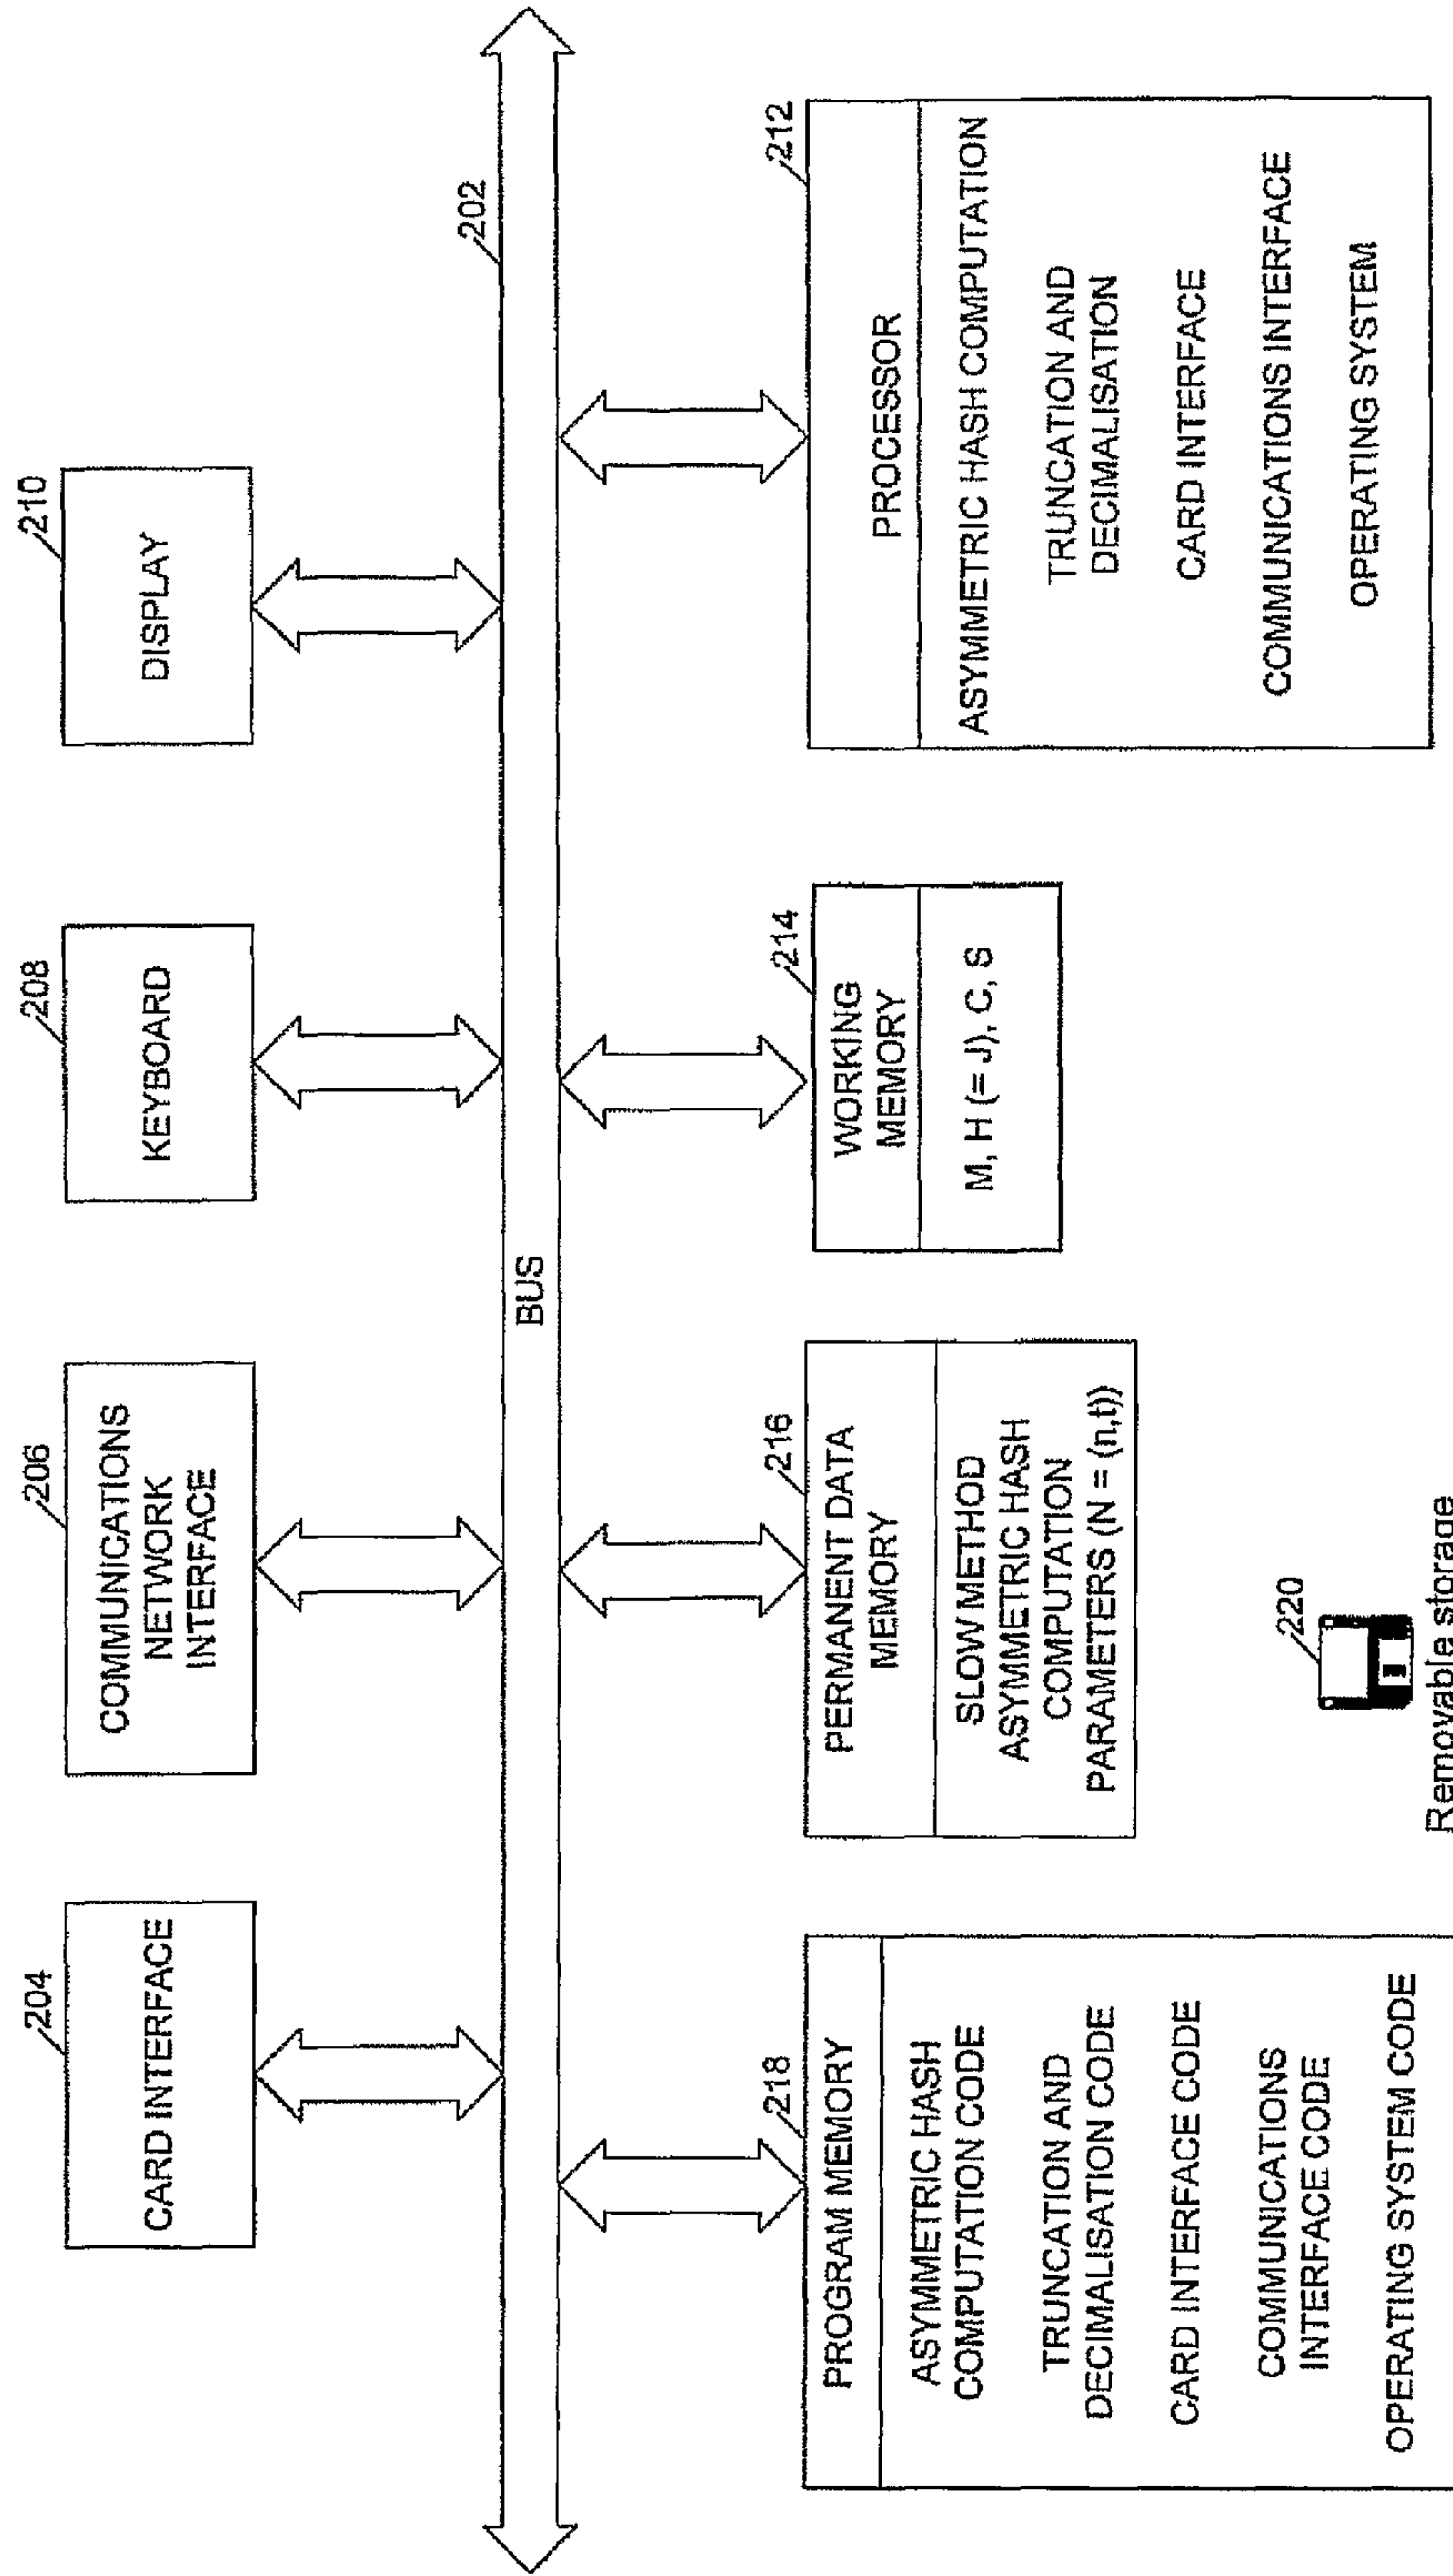 204
CARD INTERFACE
206
COMMUNICATIONS
NETWORK
INTERFACE
208
KEYBOARD
210
DISPLAY
202
BUS
218
PROGRAM MEMORY
ASYMMETRIC HASH
COMPUTATION CODE
TRUNCATION AND
DECIMALISATION CODE
CARD INTERFACE CODE
COMMUNICATIONS
INTERFACE CODE
OPERATING SYSTEM CODE
216
PERMANENT DATA
MEMORY
SLOW METHOD
ASYMMETRIC HASH
COMPUTATION
PARAMETERS (N = (n,t))
214
WORKING
MEMORY
M, H (= J), C, S
212
PROCESSOR
ASYMMETRIC HASH COMPUTATION
TRUNCATION AND
DECIMALISATION
CARD INTERFACE
COMMUNICATIONS INTERFACE
OPERATING SYSTEM
220
Removable storage